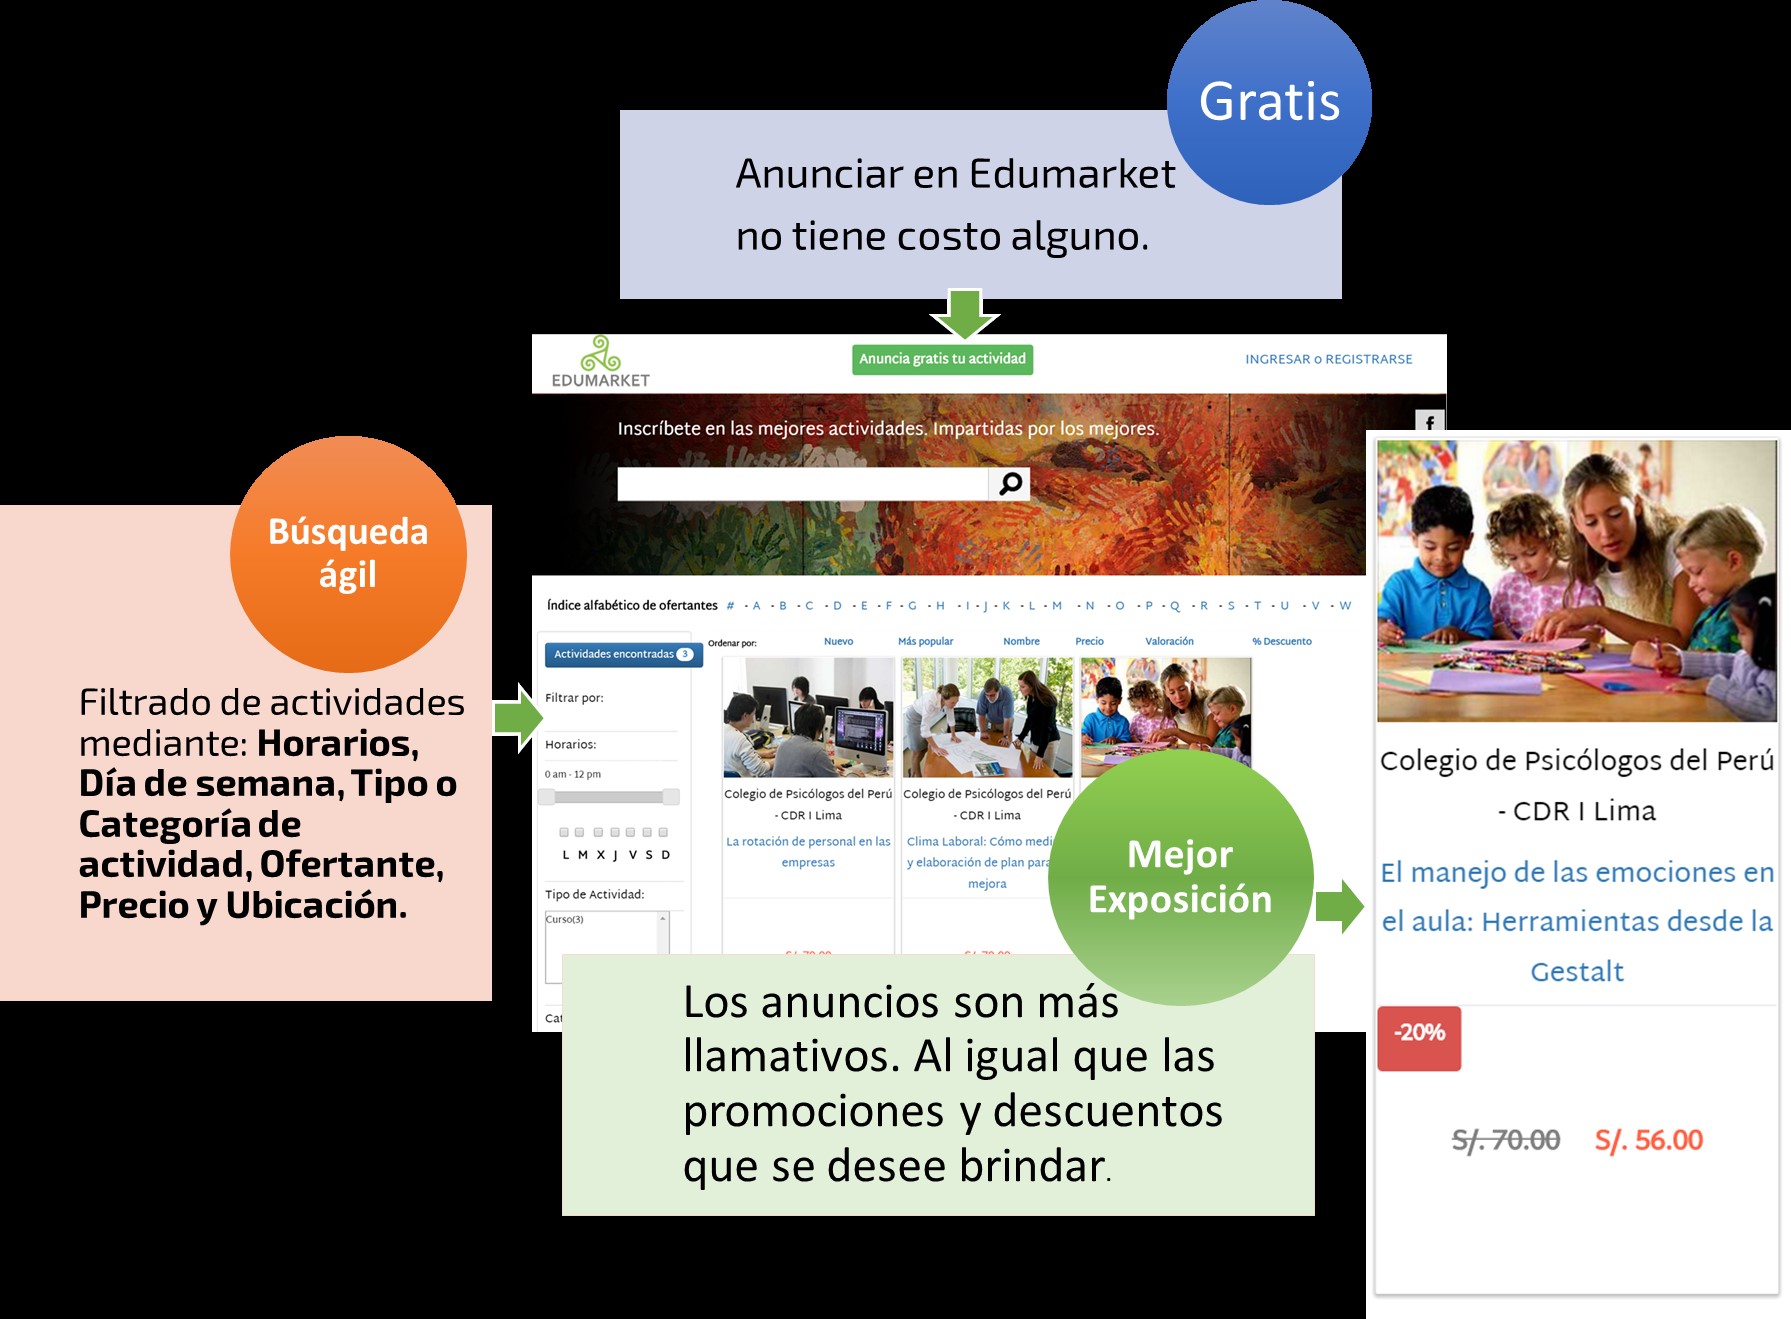 Gratis
Anunciar en Edumarket
no tiene costo alguno.
EDUMARKET
Anuncia gratis tu actividad
INGRESAR o REGISTRARSE
Inscríbete en las mejores actividades. Impartidas por los mejores.
f
Búsqueda
ágil
Filtrado de actividades
mediante: Horarios,
Día de semana, Tipo o
Categoría de
actividad, Ofertante,
Precio y Ubicación.
Índice alfabético de ofertantes # - A - B - C - D - E - F - G - H - I - J - K - L - M - N - O - P - Q - R - S - T - U - V - W
Actividades encontradas 3
Filtrar por:
Horarios:
0 am - 12 pm
L M X J V S D
Tipo de Actividad:
Curso(3)
Cat
Ordenar por: Nuevo Más popular Nombre Precio Valoración % Descuento
Colegio de Psicólogos del Perú
- CDR I Lima
La rotación de personal en las
empresas
S/. 70.00
Colegio de Psicólogos del Perú
- CDR I Lima
Clima Laboral: Cómo medi
y elaboración de plan para
mejora
S/. 70.00
Mejor
Exposición
Los anuncios son más
llamativos. Al igual que las
promociones y descuentos
que se desee brindar.
Colegio de Psicólogos del Perú
- CDR I Lima
El manejo de las emociones en
el aula: Herramientas desde la
Gestalt
-20%
S/. 70.00 S/. 56.00